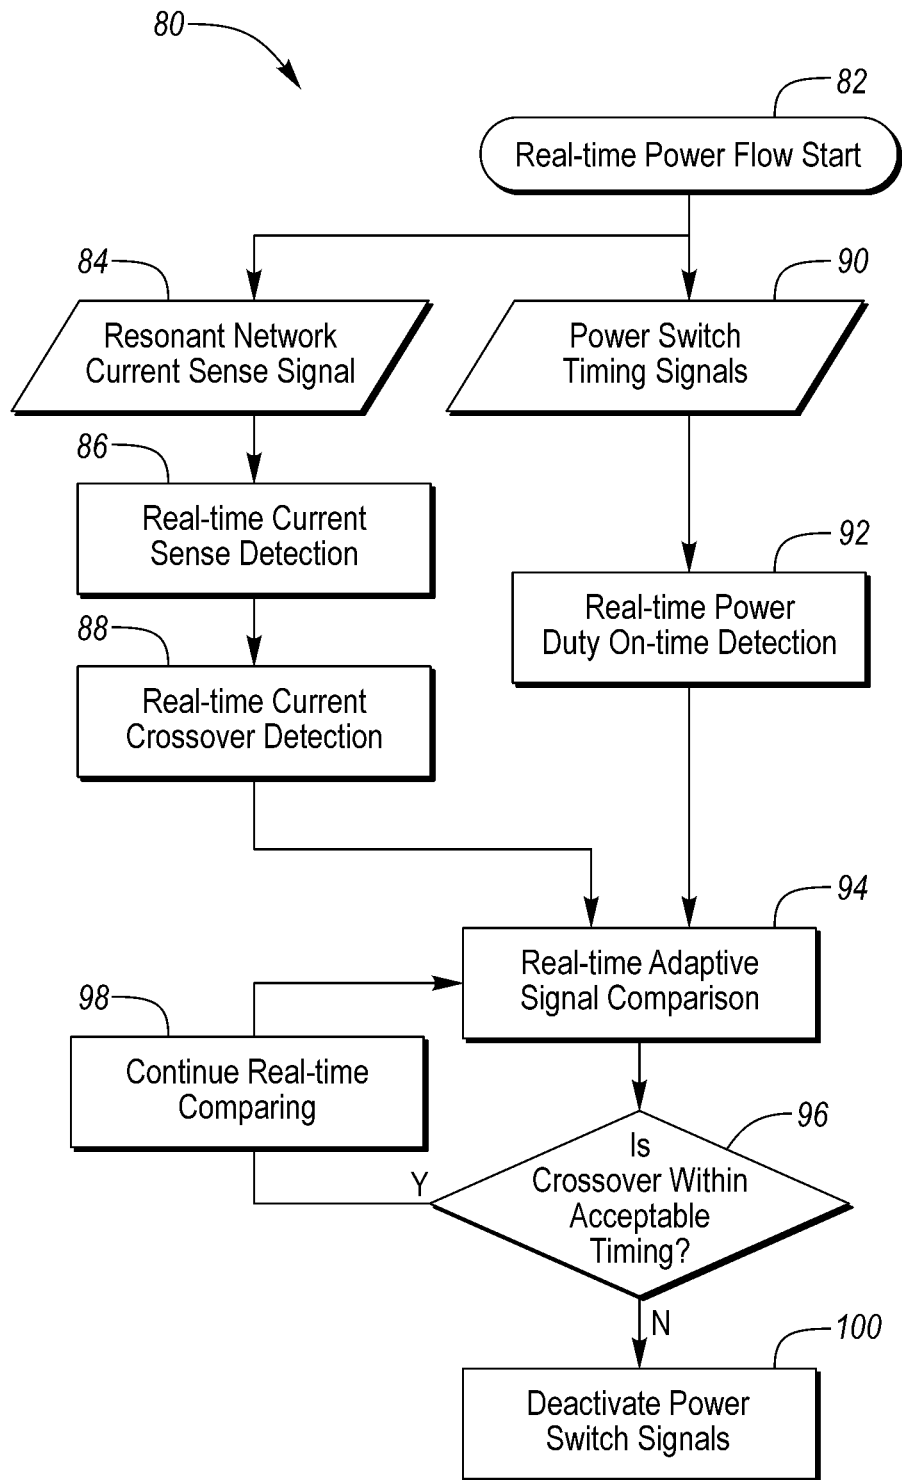 80
82
Real-time Power Flow Start
84
Resonant Network
Current Sense Signal
90
Power Switch
Timing Signals
86
Real-time Current
Sense Detection
92
Real-time Power
Duty On-time Detection
88
Real-time Current
Crossover Detection
94
Real-time Adaptive
Signal Comparison
98
Continue Real-time
Comparing
96
Is
Crossover Within
Acceptable
Timing?
Y
N
100
Deactivate Power
Switch Signals